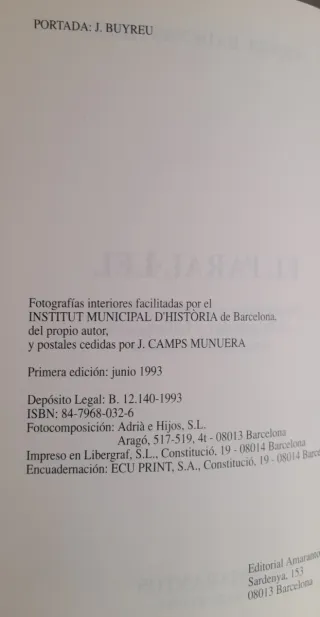 PORTADA: J. BUYREU
Fotografías interiores facilitadas por el
INSTITUT MUNICIPAL D'HISTÒRIA de Barcelona,
del propio autor,
y postales cedidas por J. CAMPS MUNUERA
Primera edición: junio 1993
Depósito Legal: B. 12.140-1993
ISBN: 84-7968-032-6
Fotocomposición: Adrià e Hijos, S.L.
Aragó, 517-519, 4t - 08013 Barcelona
Impreso en Libergraf, S.L., Constitució, 19 - 08014 Barcelona
Encuadernación: ECU PRINT, S.A., Constitució, 19 - 08014 Barce
Editorial Amaranto
Sardenya, 153
08013 Barcelona